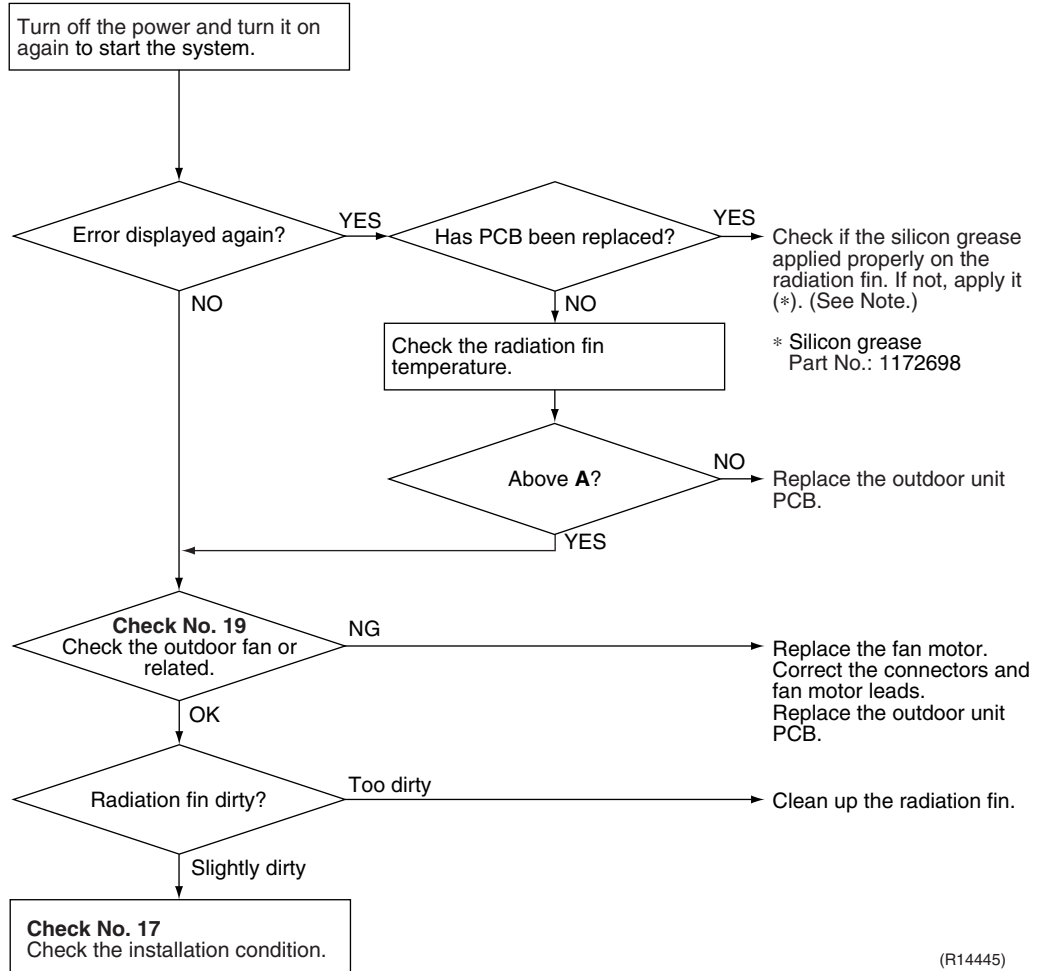 Turn off the power and turn it on
again to start the system.
Error displayed again?
YES
Has PCB been replaced?
YES
Check if the silicon grease
applied properly on the
radiation fin. If not, apply it
(*). (See Note.)
* Silicon grease
Part No.: 1172698
NO
NO
Check the radiation fin
temperature.
Above A?
NO
Replace the outdoor unit
PCB.
YES
Check No. 19
Check the outdoor fan or
related.
NG
Replace the fan motor.
Correct the connectors and
fan motor leads.
Replace the outdoor unit
PCB.
OK
Radiation fin dirty?
Too dirty
Clean up the radiation fin.
Slightly dirty
Check No. 17
Check the installation condition.
(R14445)